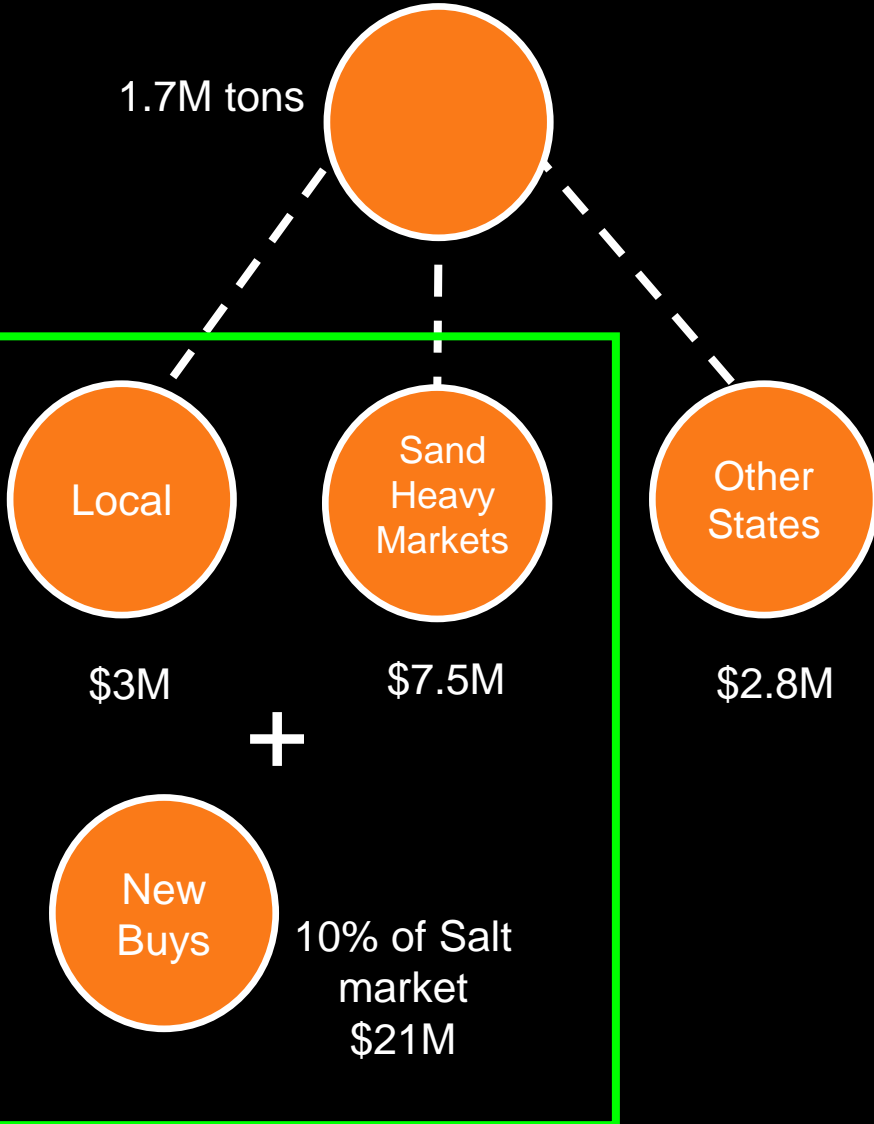 1.7M tons
Local
Sand
Heavy
Markets
Other
States
$3M
$7.5M
$2.8M
+
New
Buys
10% of Salt
market
$21M